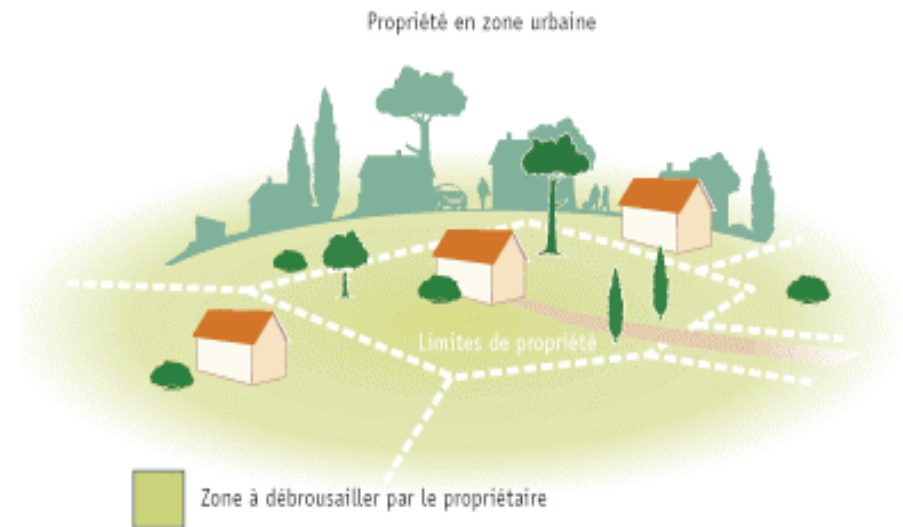 Propriété en zone urbaine
Limites de propriété
Zone à débrousailler par le propriétaire